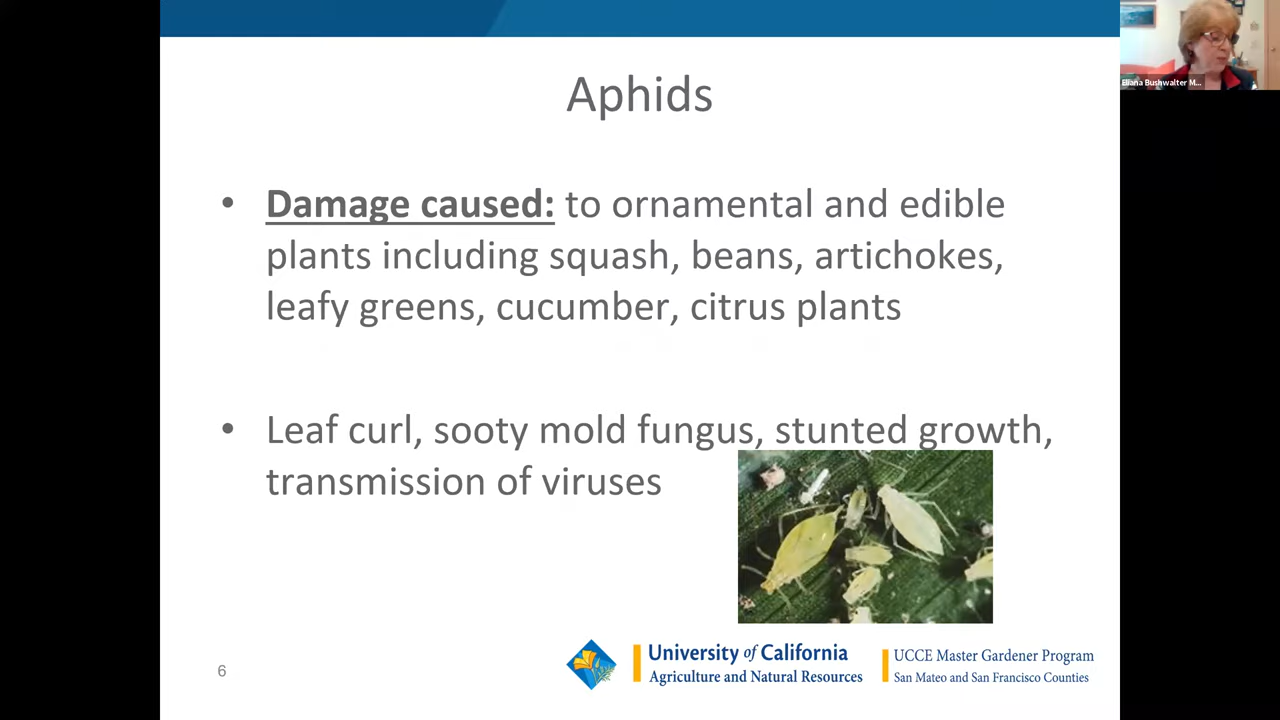 Aphids
• Damage caused: to ornamental and edible
plants including squash, beans, artichokes,
leafy greens, cucumber, citrus plants
• Leaf curl, sooty mold fungus, stunted growth,
transmission of viruses
6
University of California
Agriculture and Natural Resources
UCCE Master Gardener Program
San Mateo and San Francisco Counties
Eliana Bushwalter M...